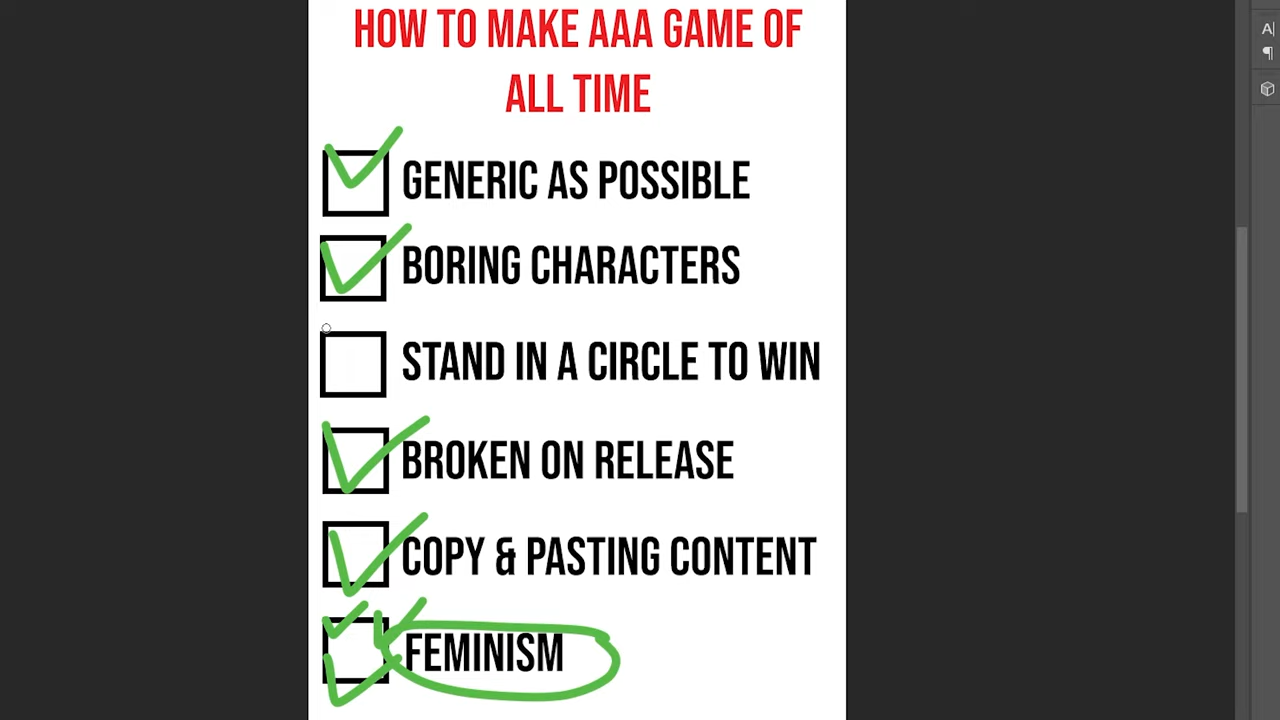 HOW TO MAKE AAA GAME OF
ALL TIME
GENERIC AS POSSIBLE
BORING CHARACTERS
STAND IN A CIRCLE TO WIN
BROKEN ON RELEASE
COPY & PASTING CONTENT
FEMINISM